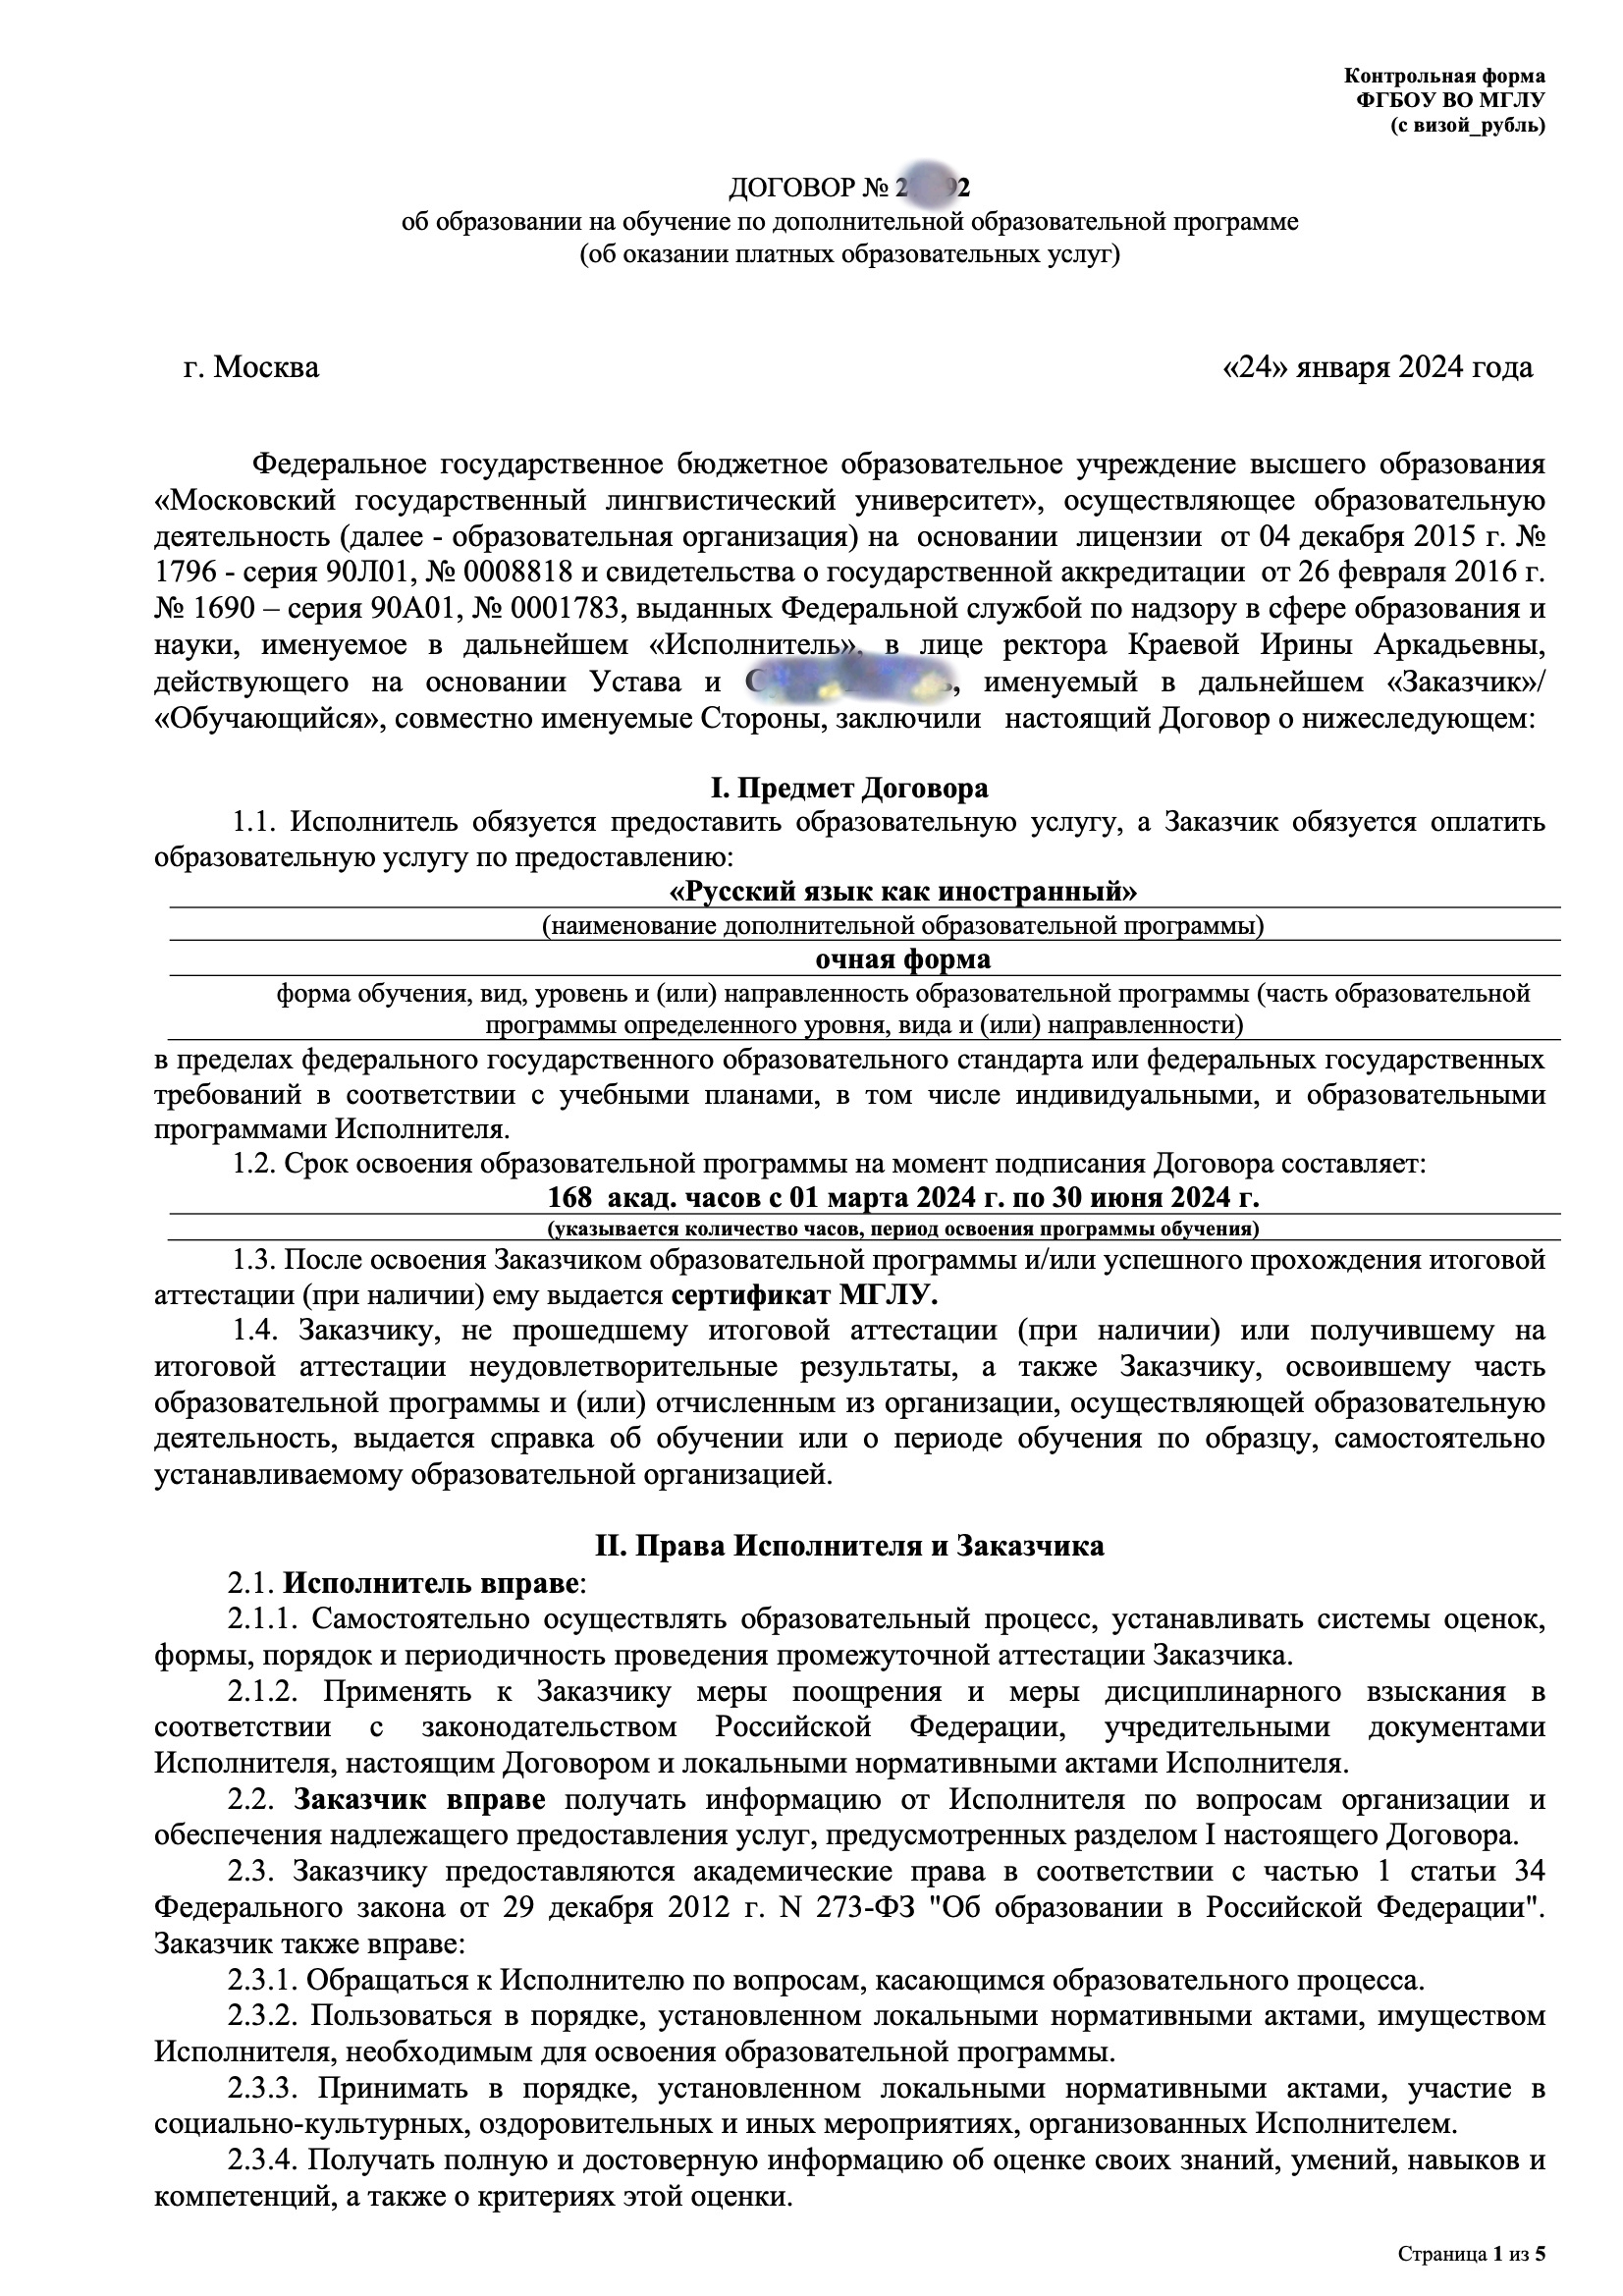 Контрольная форма
ФГБОУ ВО МГЛУ
(с визой_рубль)
ДОГОВОР №
об образовании на обучение по дополнительной образовательной программе
(об оказании платных образовательных услуг)
г. Москва «24» января 2024 года
Федеральное государственное бюджетное образовательное учреждение высшего образования
«Московский государственный лингвистический университет», осуществляющее образовательную
деятельность (далее - образовательная организация) на основании лицензии от 04 декабря 2015 г. №
1796 - серия 90Л01, № 0008818 и свидетельства о государственной аккредитации от 26 февраля 2016 г.
№ 1690 – серия 90А01, № 0001783, выданных Федеральной службой по надзору в сфере образования и
науки, именуемое в дальнейшем «Исполнитель», в лице ректора Краевой Ирины Аркадьевны,
действующего на основании Устава и , именуемый в дальнейшем «Заказчик»/
«Обучающийся», совместно именуемые Стороны, заключили настоящий Договор о нижеследующем:
I. Предмет Договора
1.1. Исполнитель обязуется предоставить образовательную услугу, а Заказчик обязуется оплатить
образовательную услугу по предоставлению:
«Русский язык как иностранный»
(наименование дополнительной образовательной программы)
очная форма
форма обучения, вид, уровень и (или) направленность образовательной программы (часть образовательной
программы определенного уровня, вида и (или) направленности)
в пределах федерального государственного образовательного стандарта или федеральных государственных
требований в соответствии с учебными планами, в том числе индивидуальными, и образовательными
программами Исполнителя.
1.2. Срок освоения образовательной программы на момент подписания Договора составляет:
168 акад. часов с 01 марта 2024 г. по 30 июня 2024 г.
(указывается количество часов, период освоения программы обучения)
1.3. После освоения Заказчиком образовательной программы и/или успешного прохождения итоговой
аттестации (при наличии) ему выдается сертификат МГЛУ.
1.4. Заказчику, не прошедшему итоговой аттестации (при наличии) или получившему на
итоговой аттестации неудовлетворительные результаты, а также Заказчику, освоившему часть
образовательной программы и (или) отчисленным из организации, осуществляющей образовательную
деятельность, выдается справка об обучении или о периоде обучения по образцу, самостоятельно
устанавливаемому образовательной организацией.
II. Права Исполнителя и Заказчика
2.1. Исполнитель вправе:
2.1.1. Самостоятельно осуществлять образовательный процесс, устанавливать системы оценок,
формы, порядок и периодичность проведения промежуточной аттестации Заказчика.
2.1.2. Применять к Заказчику меры поощрения и меры дисциплинарного взыскания в
соответствии с законодательством Российской Федерации, учредительными документами
Исполнителя, настоящим Договором и локальными нормативными актами Исполнителя.
2.2. Заказчик вправе получать информацию от Исполнителя по вопросам организации и
обеспечения надлежащего предоставления услуг, предусмотренных разделом I настоящего Договора.
2.3. Заказчику предоставляются академические права в соответствии с частью 1 статьи 34
Федерального закона от 29 декабря 2012 г. N 273-ФЗ "Об образовании в Российской Федерации".
Заказчик также вправе:
2.3.1. Обращаться к Исполнителю по вопросам, касающимся образовательного процесса.
2.3.2. Пользоваться в порядке, установленном локальными нормативными актами, имуществом
Исполнителя, необходимым для освоения образовательной программы.
2.3.3. Принимать в порядке, установленном локальными нормативными актами, участие в
социально-культурных, оздоровительных и иных мероприятиях, организованных Исполнителем.
2.3.4. Получать полную и достоверную информацию об оценке своих знаний, умений, навыков и
компетенций, а также о критериях этой оценки.
Страница 1 из 5